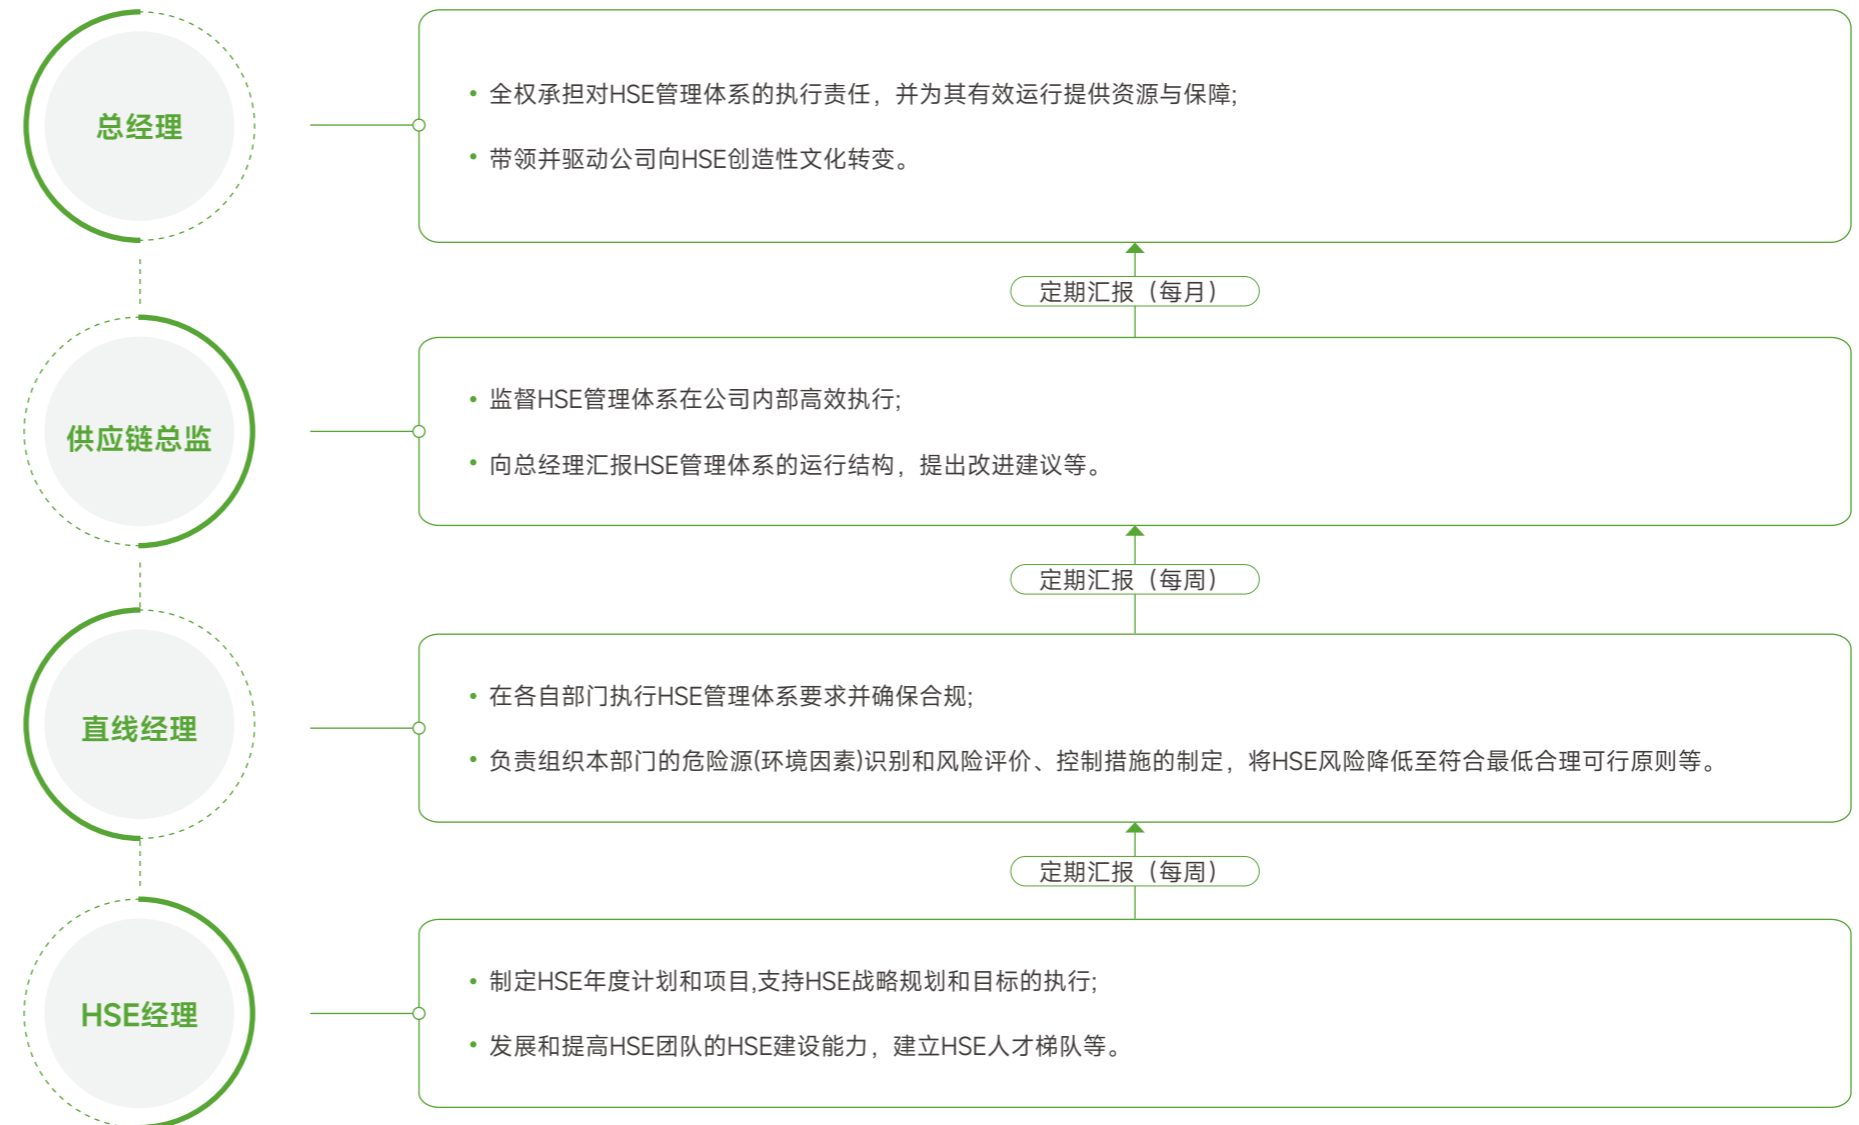 总经理
• 全权承担对HSE管理体系的执行责任，并为其有效运行提供资源与保障;
• 带领并驱动公司向HSE创造性文化转变。
定期汇报（每月）
供应链总监
• 监督HSE管理体系在公司内部高效执行;
• 向总经理汇报HSE管理体系的运行结构，提出改进建议等。
定期汇报（每周）
直线经理
• 在各自部门执行HSE管理体系要求并确保合规;
• 负责组织本部门的危险源(环境因素)识别和风险评价、控制措施的制定，将HSE风险降低至符合最低合理可行原则等。
定期汇报（每周）
HSE经理
• 制定HSE年度计划和项目,支持HSE战略规划和目标的执行;
• 发展和提高HSE团队的HSE建设能力，建立HSE人才梯队等。